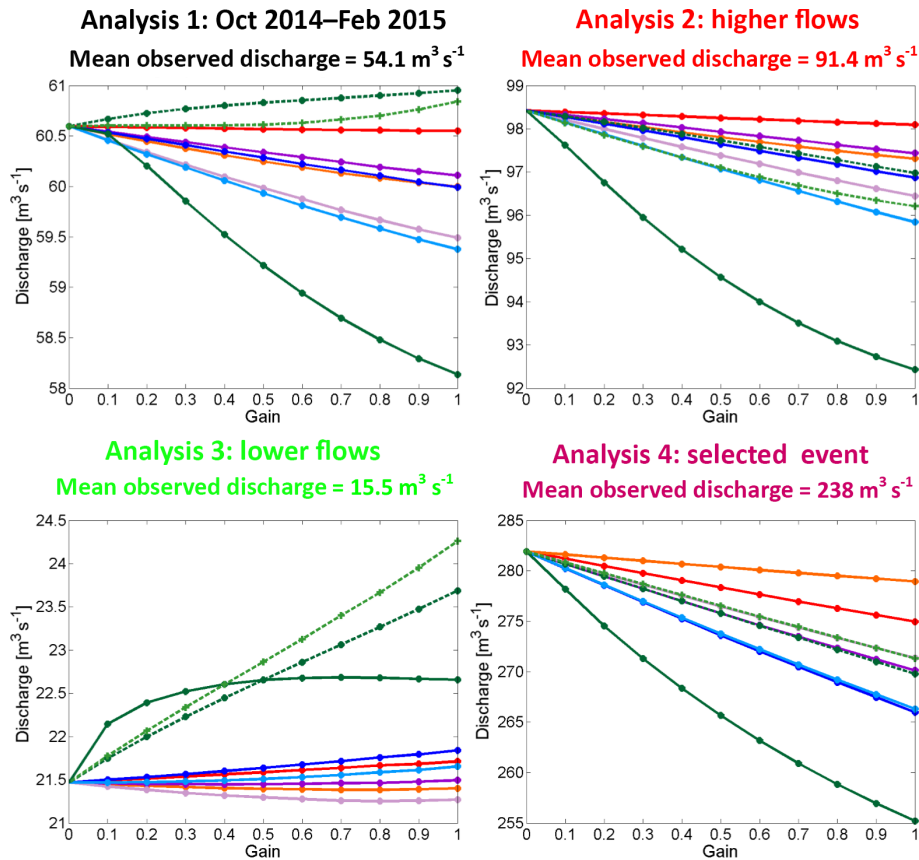 Analysis 1: Oct 2014–Feb 2015
Mean observed discharge = 54.1 m³ s⁻¹
61
60.5
60
59.5
59
58.5
58
Discharge [m³ s⁻¹]
0 0.1 0.2 0.3 0.4 0.5 0.6 0.7 0.8 0.9 1
Gain
Analysis 2: higher flows
Mean observed discharge = 91.4 m³ s⁻¹
99
98
97
96
95
94
93
92
Discharge [m³ s⁻¹]
0 0.1 0.2 0.3 0.4 0.5 0.6 0.7 0.8 0.9 1
Gain
Analysis 3: lower flows
Mean observed discharge = 15.5 m³ s⁻¹
24.5
24
23.5
23
22.5
22
21.5
21
Discharge [m³ s⁻¹]
0 0.1 0.2 0.3 0.4 0.5 0.6 0.7 0.8 0.9 1
Gain
Analysis 4: selected event
Mean observed discharge = 238 m³ s⁻¹
285
280
275
270
265
260
255
Discharge [m³ s⁻¹]
0 0.1 0.2 0.3 0.4 0.5 0.6 0.7 0.8 0.9 1
Gain